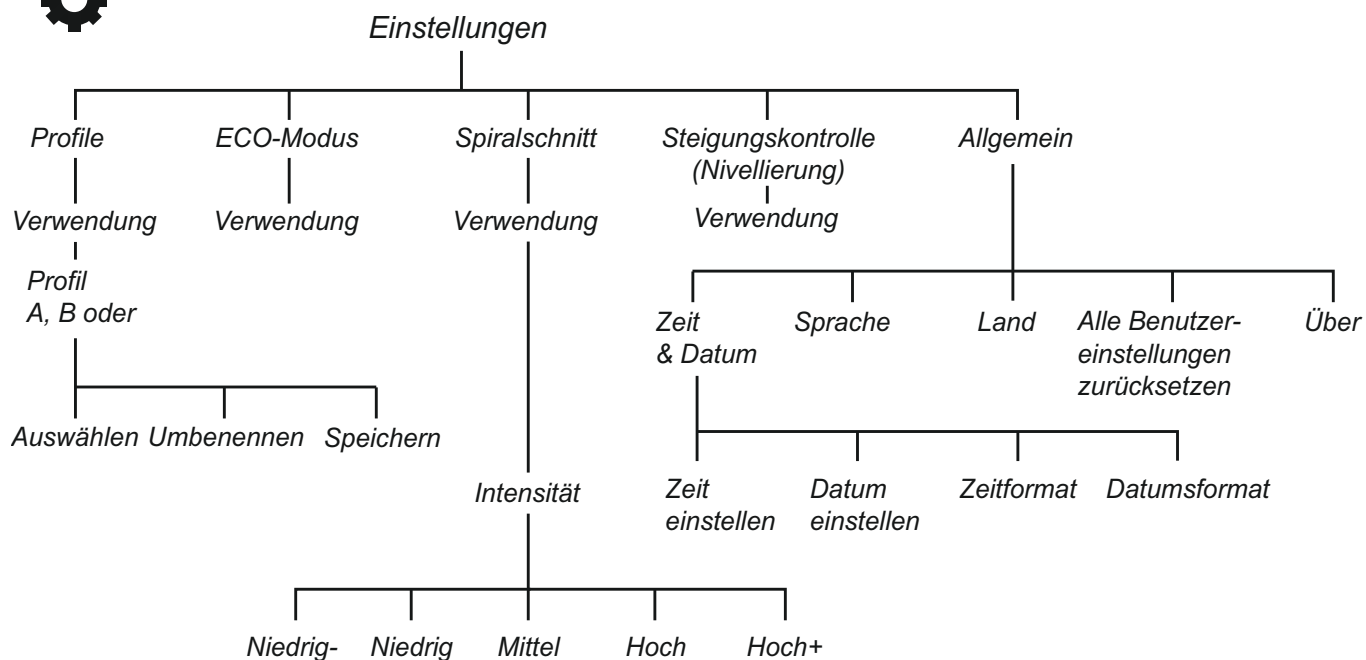 Einstellungen
Profile
ECO-Modus
Spiralschnitt
Steigungskontrolle
(Nivellierung)
Allgemein
Verwendung
Verwendung
Verwendung
Verwendung
Profil
A, B oder
Zeit
& Datum
Sprache
Land
Alle Benutzer-
einstellungen
zurücksetzen
Über
Auswählen
Umbenennen
Speichern
Intensität
Zeit
einstellen
Datum
einstellen
Zeitformat
Datumsformat
Niedrig-
Niedrig
Mittel
Hoch
Hoch+